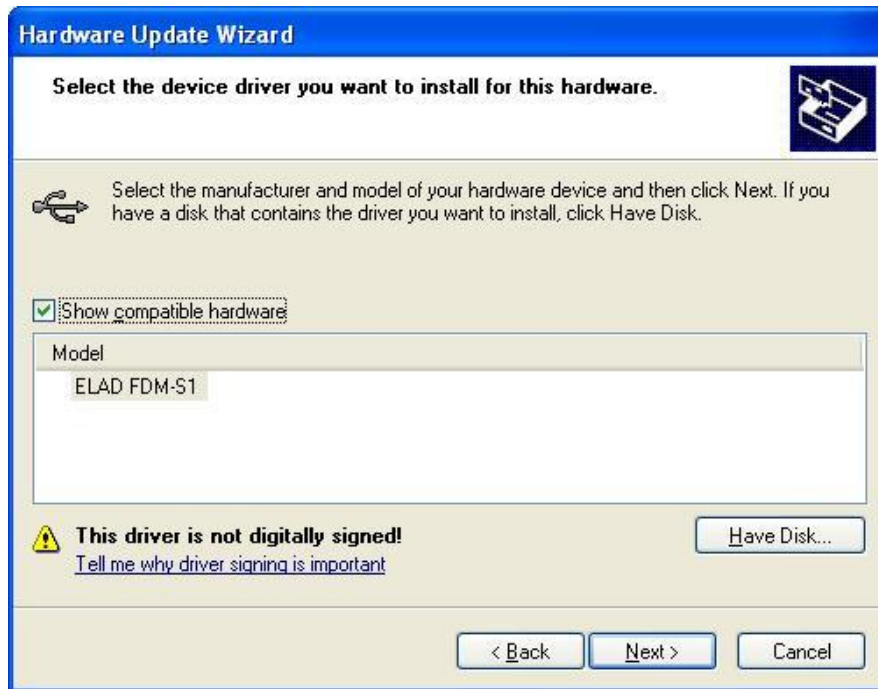 Hardware Update Wizard
Select the device driver you want to install for this hardware.
Select the manufacturer and model of your hardware device and then click Next. If you
have a disk that contains the driver you want to install, click Have Disk.
Show compatible hardware
Model
ELAD FDM-S1
This driver is not digitally signed!
Have Disk...
Tell me why driver signing is important
< Back
Next >
Cancel